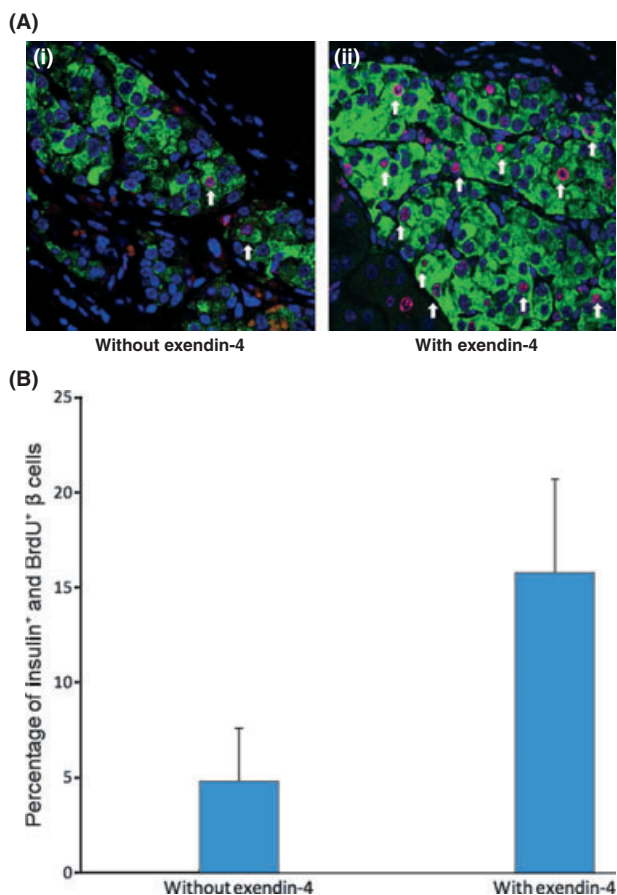 (A)
(i)
(ii)
Without exendin-4
With exendin-4
(B)
Percentage of insulin⁺ and BrdU⁺ β cells
25
20
15
10
5
0
Without exendin-4
With exendin-4